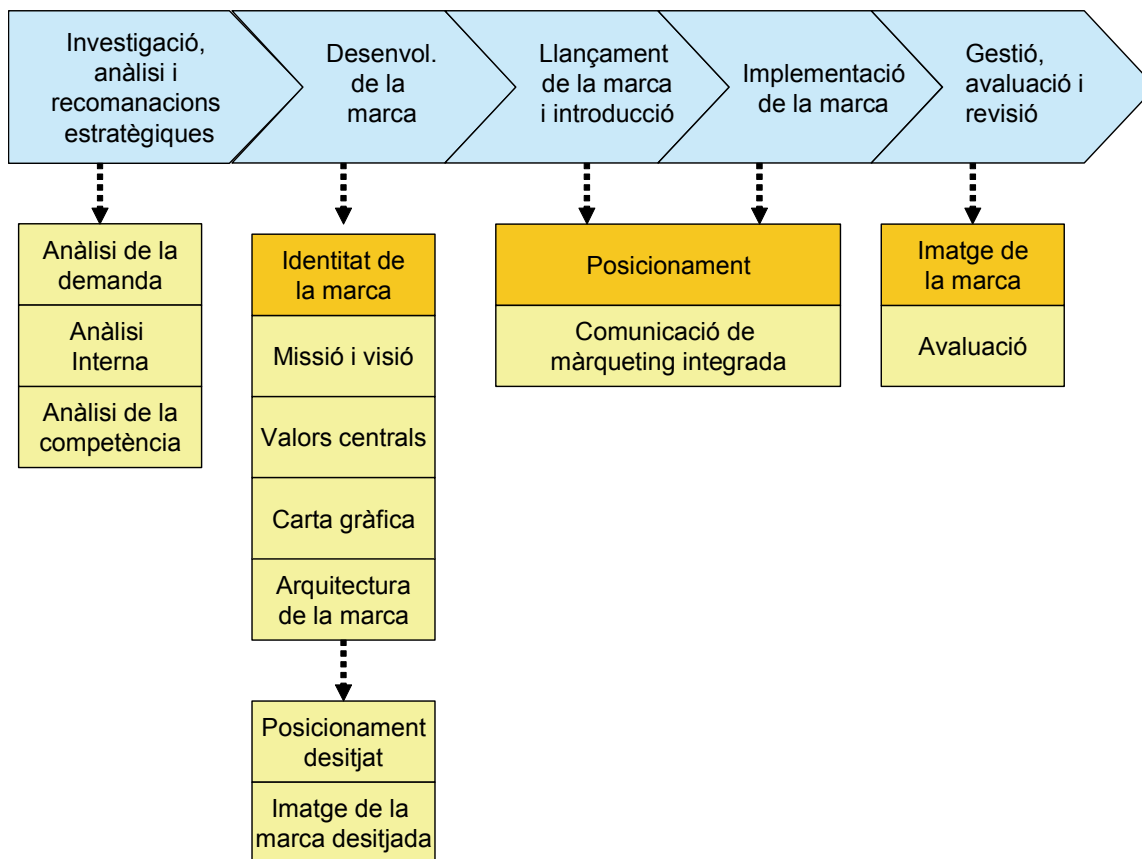 Investigació,
anàlisi i
recomanacions
estratègiques
Desenvol.
de la
marca
Llançament
de la marca
i introducció
Implementació
de la marca
Gestió,
avaluació i
revisió
Anàlisi de la
demanda
Anàlisi
Interna
Anàlisi de la
competència
Identitat de
la marca
Missió i visió
Valors centrals
Carta gràfica
Arquitectura
de la marca
Posicionament
desitjat
Imatge de la
marca desitjada
Posicionament
Comunicació de
màrqueting integrada
Imatge de
la marca
Avaluació